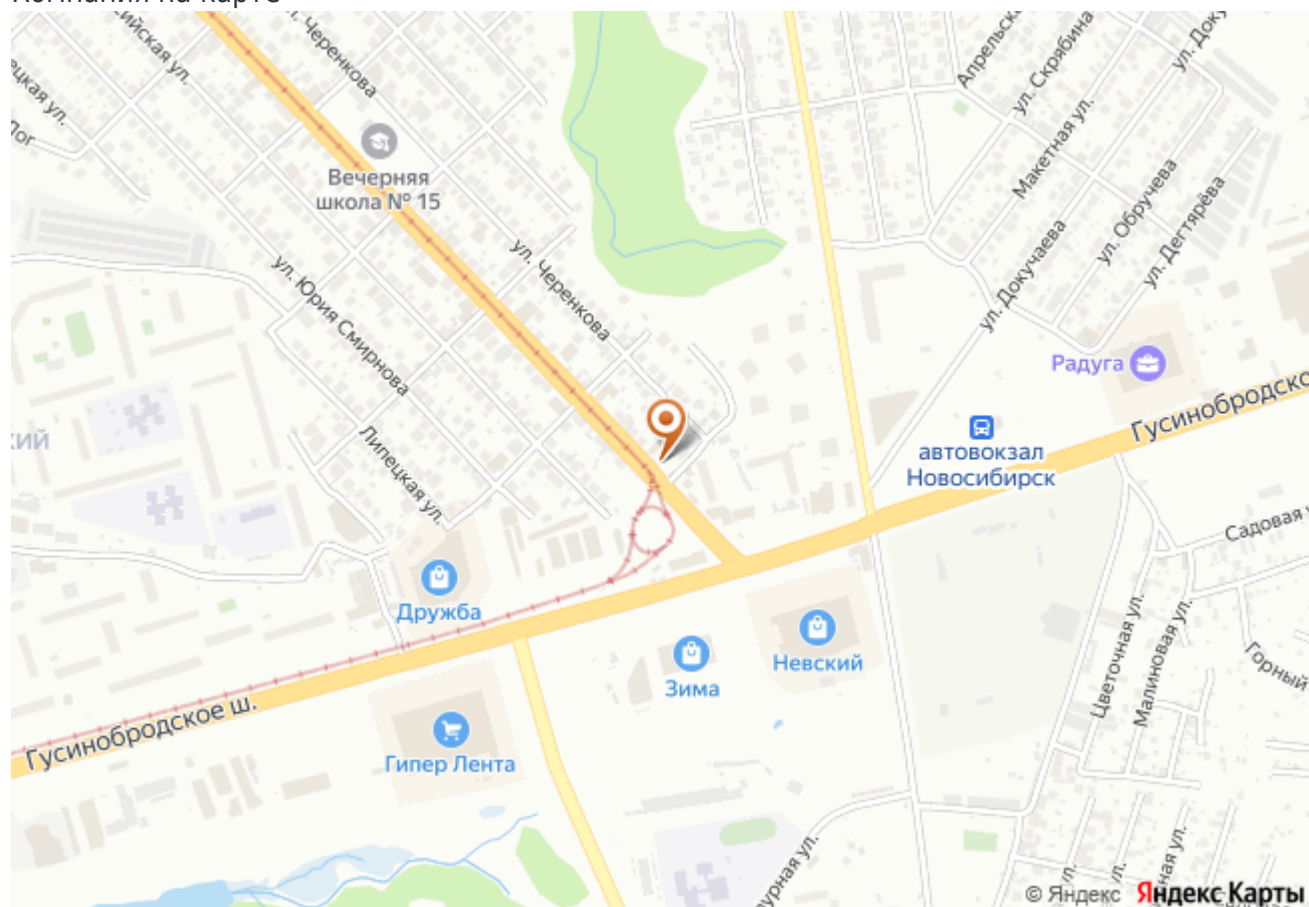 ул. Черенкова
Апрельска
ул. Скрябина
Макетная ул.
Вечерняя
школа № 15
ул. Черенкова
ул. Юрия Смирнова
Липецкая ул.
ул. Докучаева
ул. Обручева
ул. Дегтярёва
Радуга
Гусинобродско
автовокзал
Новосибирск
Садовая
Дружба
Невский
Зима
Цветочная ул.
Малиновая ул.
Горный
Гусинобродское ш.
Гипер Лента
© Яндекс Яндекс Карты